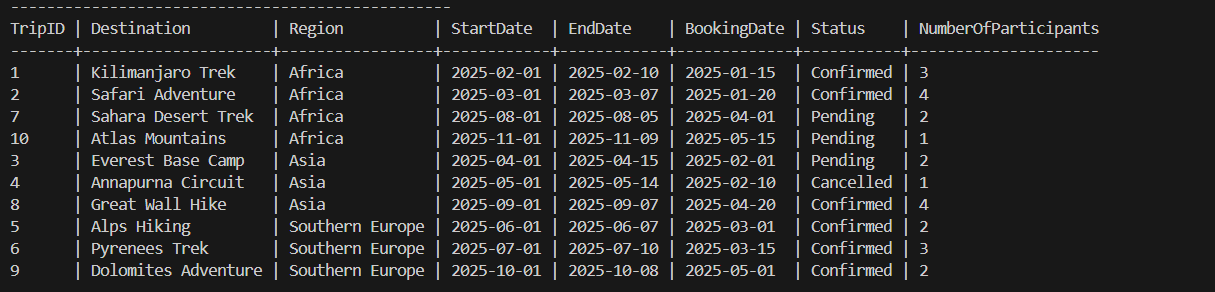 -------------------------------------------------
TripID | Destination          | Region          | StartDate  | EndDate    | BookingDate | Status    | NumberOfParticipants
-------+----------------------+-----------------+------------+------------+-------------+-----------+---------------------
1      | Kilimanjaro Trek     | Africa          | 2025-02-01 | 2025-02-10 | 2025-01-15  | Confirmed | 3
2      | Safari Adventure     | Africa          | 2025-03-01 | 2025-03-07 | 2025-01-20  | Confirmed | 4
7      | Sahara Desert Trek   | Africa          | 2025-08-01 | 2025-08-05 | 2025-04-01  | Pending   | 2
10     | Atlas Mountains      | Africa          | 2025-11-01 | 2025-11-09 | 2025-05-15  | Pending   | 1
3      | Everest Base Camp    | Asia            | 2025-04-01 | 2025-04-15 | 2025-02-01  | Pending   | 2
4      | Annapurna Circuit    | Asia            | 2025-05-01 | 2025-05-14 | 2025-02-10  | Cancelled | 1
8      | Great Wall Hike      | Asia            | 2025-09-01 | 2025-09-07 | 2025-04-20  | Confirmed | 4
5      | Alps Hiking          | Southern Europe | 2025-06-01 | 2025-06-07 | 2025-03-01  | Confirmed | 2
6      | Pyrenees Trek        | Southern Europe | 2025-07-01 | 2025-07-10 | 2025-03-15  | Confirmed | 3
9      | Dolomites Adventure  | Southern Europe | 2025-10-01 | 2025-10-08 | 2025-05-01  | Confirmed | 2